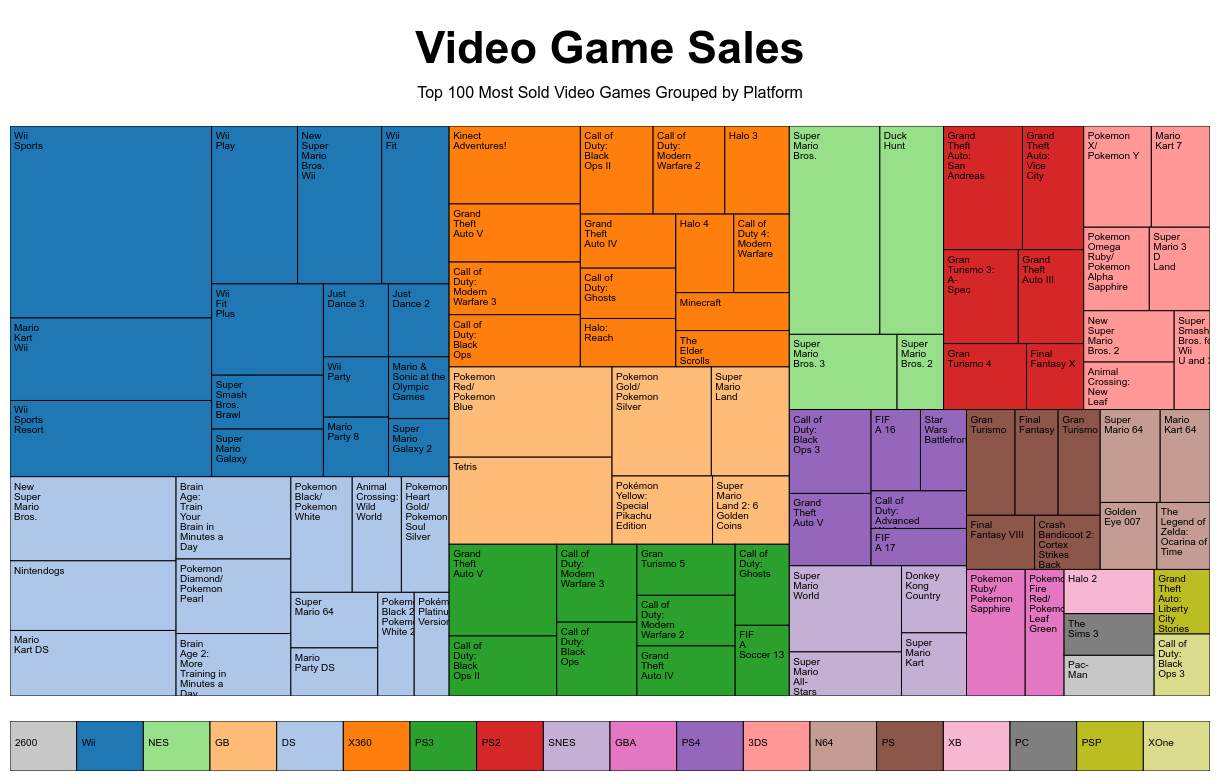 Video Game Sales
Top 100 Most Sold Video Games Grouped by Platform
Wii
Sports
Mario
Kart
Wii
Wii
Sports
Resort
Wii
Play
New
Super
Mario
Bros.
Wii
Wii
Fit
Wii
Fit
Plus
Super
Smash
Bros.
Brawl
Super
Mario
Galaxy
Just
Dance 3
Just
Dance 2
Wii
Party
Mario
Party 8
Mario &
Sonic at the
Olympic
Games
Super
Mario
Galaxy 2
New
Super
Mario
Bros.
Nintendogs
Mario
Kart DS
Brain
Age:
Train
Your
Brain in
Minutes a
Day
Pokemon
Diamond/
Pokemon
Pearl
Brain
Age 2:
More
Training in
Minutes a
Day
Pokemon
Black/
Pokemon
White
Animal
Crossing:
Wild
World
Pokemon
Heart
Gold/
Pokemon
Soul
Silver
Super
Mario 64
Mario
Party DS
Pokem
Black 2
Pokem
White 2
Pokém
Platinu
Version
Kinect
Adventures!
Grand
Theft
Auto V
Call of
Duty:
Modern
Warfare 3
Call of
Duty:
Black
Ops
Call of
Duty:
Black
Ops II
Call of
Duty:
Modern
Warfare 2
Halo 3
Grand
Theft
Auto IV
Call of
Duty:
Ghosts
Halo:
Reach
Halo 4
Call of
Duty 4:
Modern
Warfare
Minecraft
The
Elder
Scrolls
Pokemon
Red/
Pokemon
Blue
Tetris
Pokemon
Gold/
Pokemon
Silver
Super
Mario
Land
Pokémon
Yellow:
Special
Pikachu
Edition
Super
Mario
Land 2: 6
Golden
Coins
Grand
Theft
Auto V
Call of
Duty:
Black
Ops II
Call of
Duty:
Modern
Warfare 3
Call of
Duty:
Black
Ops
Gran
Turismo 5
Call of
Duty:
Modern
Warfare 2
Grand
Theft
Auto IV
Call of
Duty:
Ghosts
FIF
A
Soccer 13
Super
Mario
Bros.
Duck
Hunt
Super
Mario
Bros. 3
Super
Mario
Bros. 2
Grand
Theft
Auto:
San
Andreas
Grand
Theft
Auto:
Vice
City
Gran
Turismo 3:
A-
Spec
Grand
Theft
Auto III
Gran
Turismo 4
Final
Fantasy X
Pokemon
X/
Pokemon Y
Mario
Kart 7
Pokemon
Omega
Ruby/
Pokemon
Alpha
Sapphire
Super
Mario 3
D
Land
New
Super
Mario
Bros. 2
Animal
Crossing:
New
Leaf
Super
Smash
Bros. fo
Wii
U and
Call of
Duty:
Black
Ops 3
Grand
Theft
Auto V
FIF
A 16
Star
Wars
Battlefron
Call of
Duty:
Advanced
FIF
A 17
Gran
Turismo
Final
Fantasy
Gran
Turismo
Final
Fantasy VIII
Crash
Bandicoot 2:
Cortex
Strikes
Back
Super
Mario 64
Mario
Kart 64
Golden
Eye 007
The
Legend of
Zelda:
Ocarina of
Time
Super
Mario
World
Super
Mario
All-
Stars
Donkey
Kong
Country
Super
Mario
Kart
Pokemon
Ruby/
Pokemon
Sapphire
Pokemo
Fire
Red/
Pokemo
Leaf
Green
Halo 2
The
Sims 3
Pac-
Man
Grand
Theft
Auto:
Liberty
City
Stories
Call of
Duty:
Black
Ops 3
2600
Wii
NES
GB
DS
X360
PS3
PS2
SNES
GBA
PS4
3DS
N64
PS
XB
PC
PSP
XOne